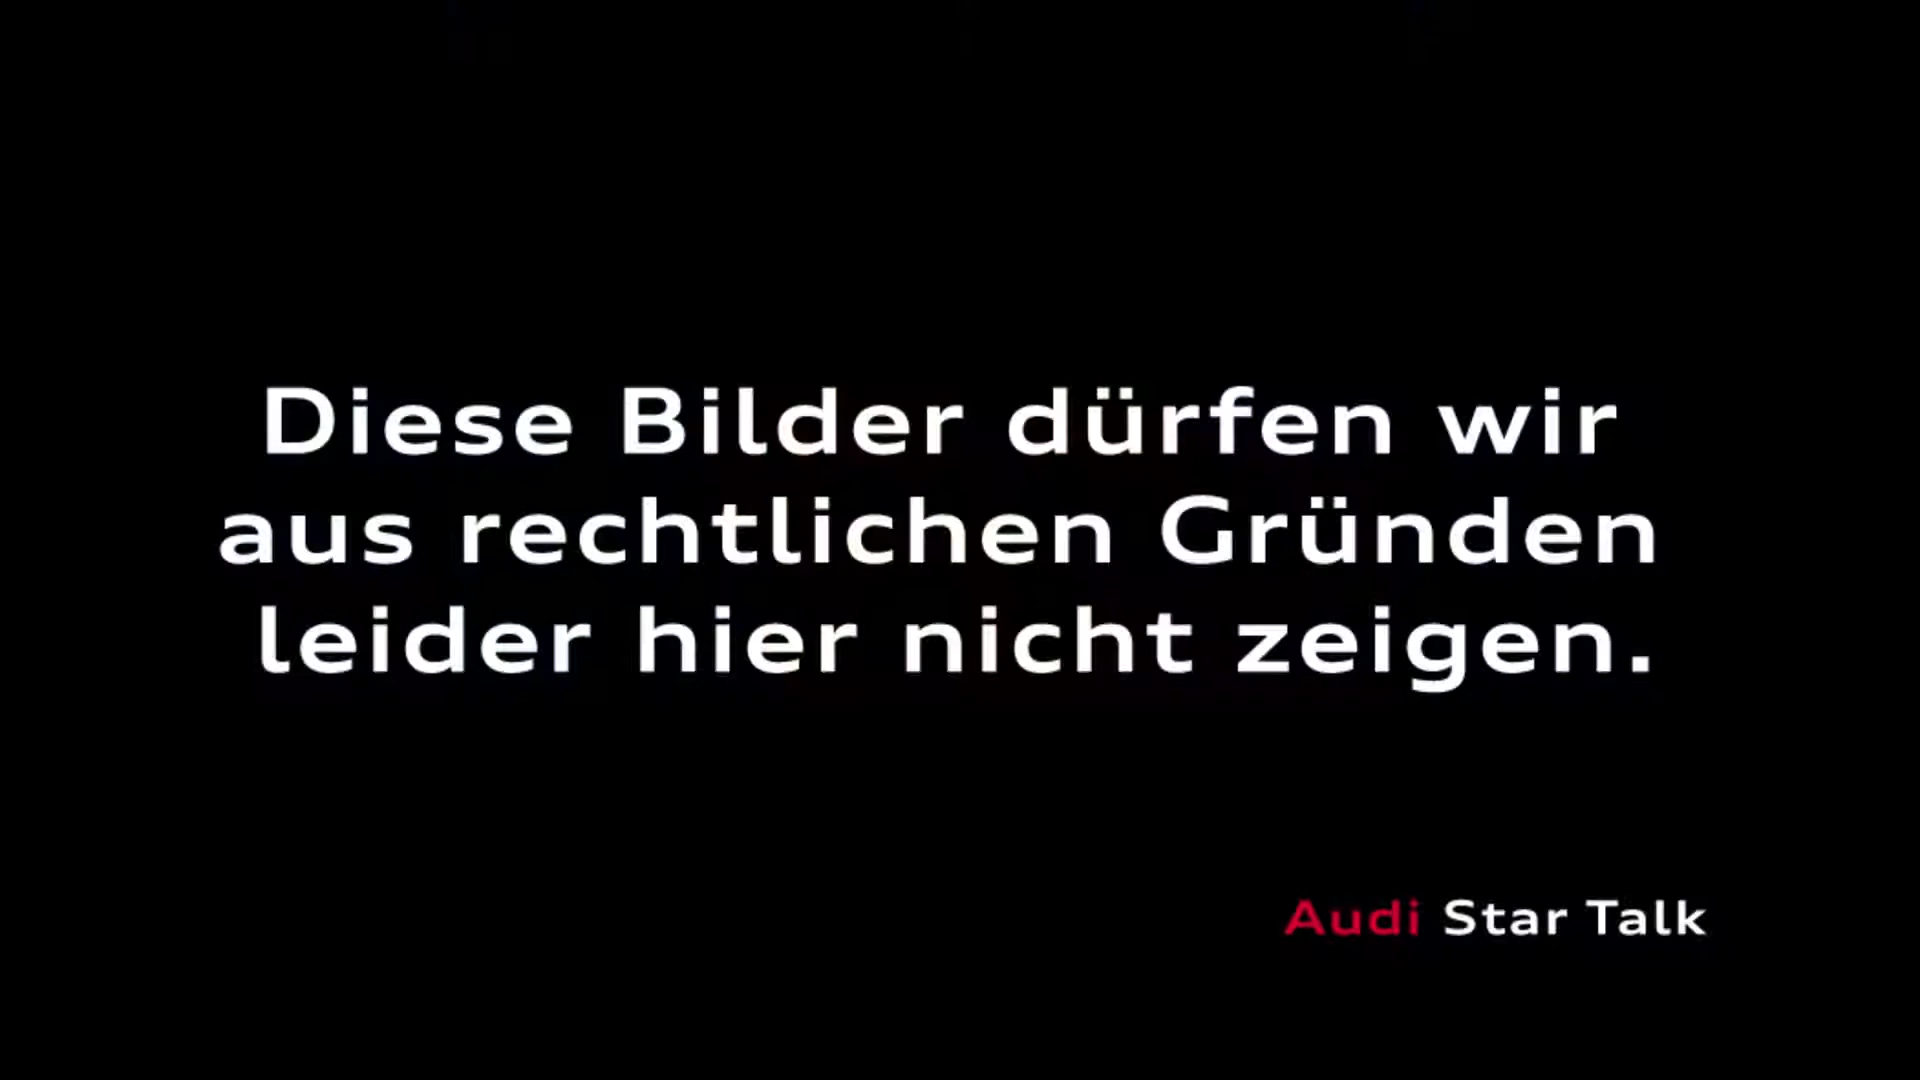 Diese Bilder dürfen wir
aus rechtlichen Gründen
leider hier nicht zeigen.
Audi Star Talk